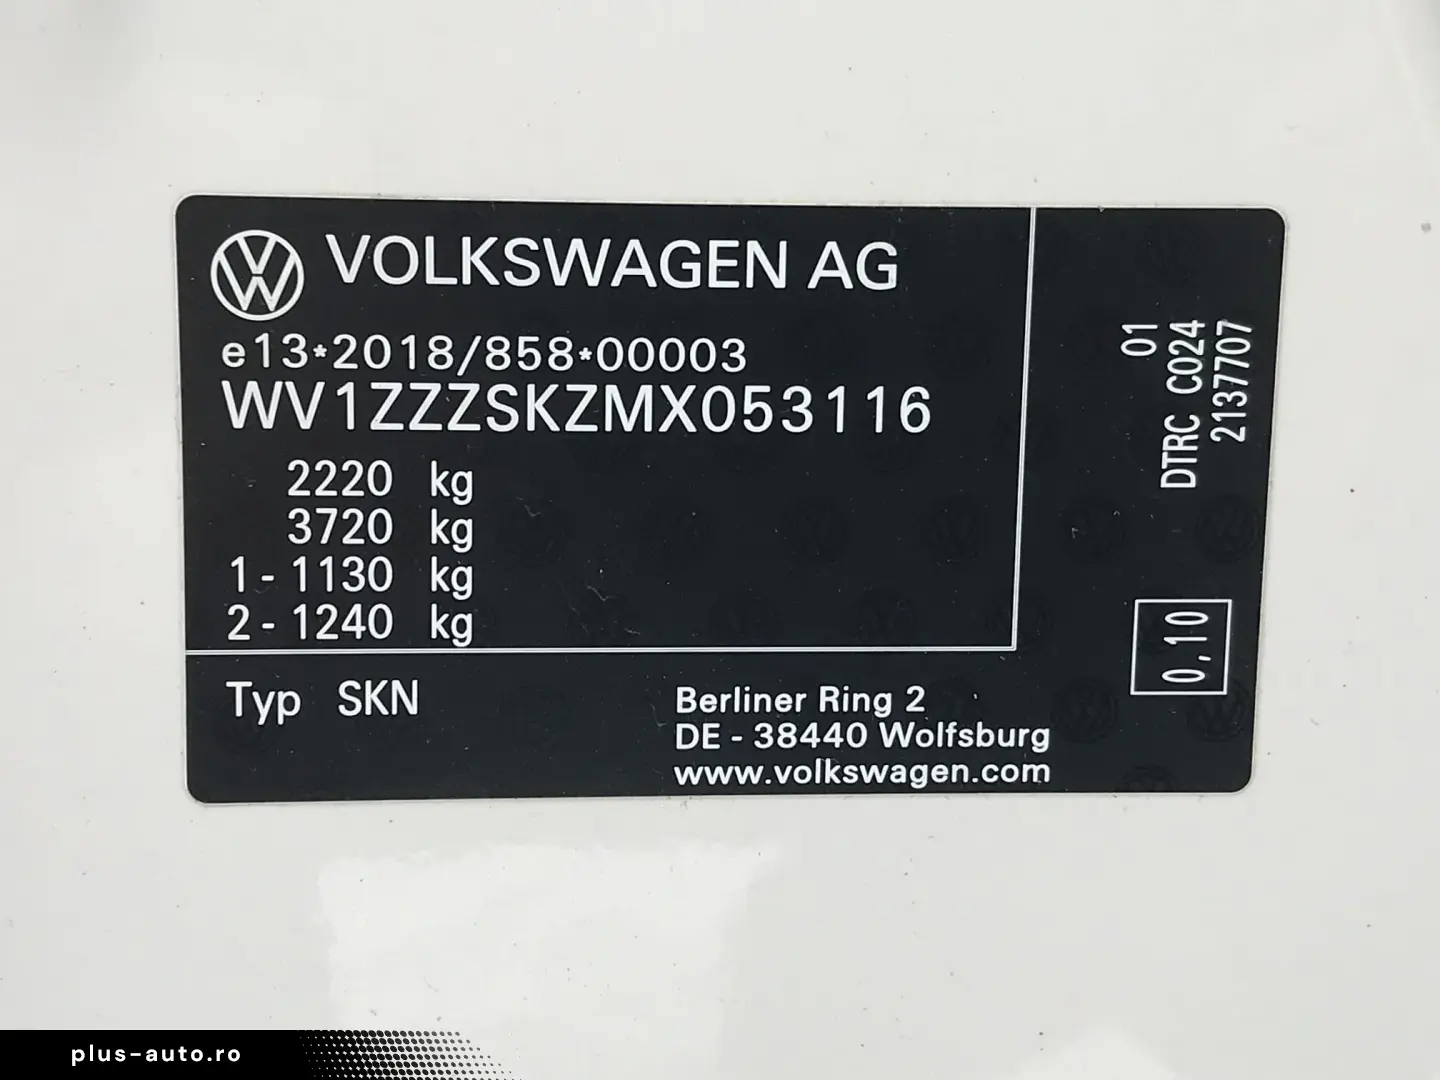 VOLKSWAGEN AG
e13*2018/858*00003
WV1ZZZSKZMX053116
2220 kg
3720 kg
1 - 1130 kg
2 - 1240 kg
Typ SKN
Berliner Ring 2
DE - 38440 Wolfsburg
www.volkswagen.com
01
DTRC C024
2137707
0,10
plus-auto.ro